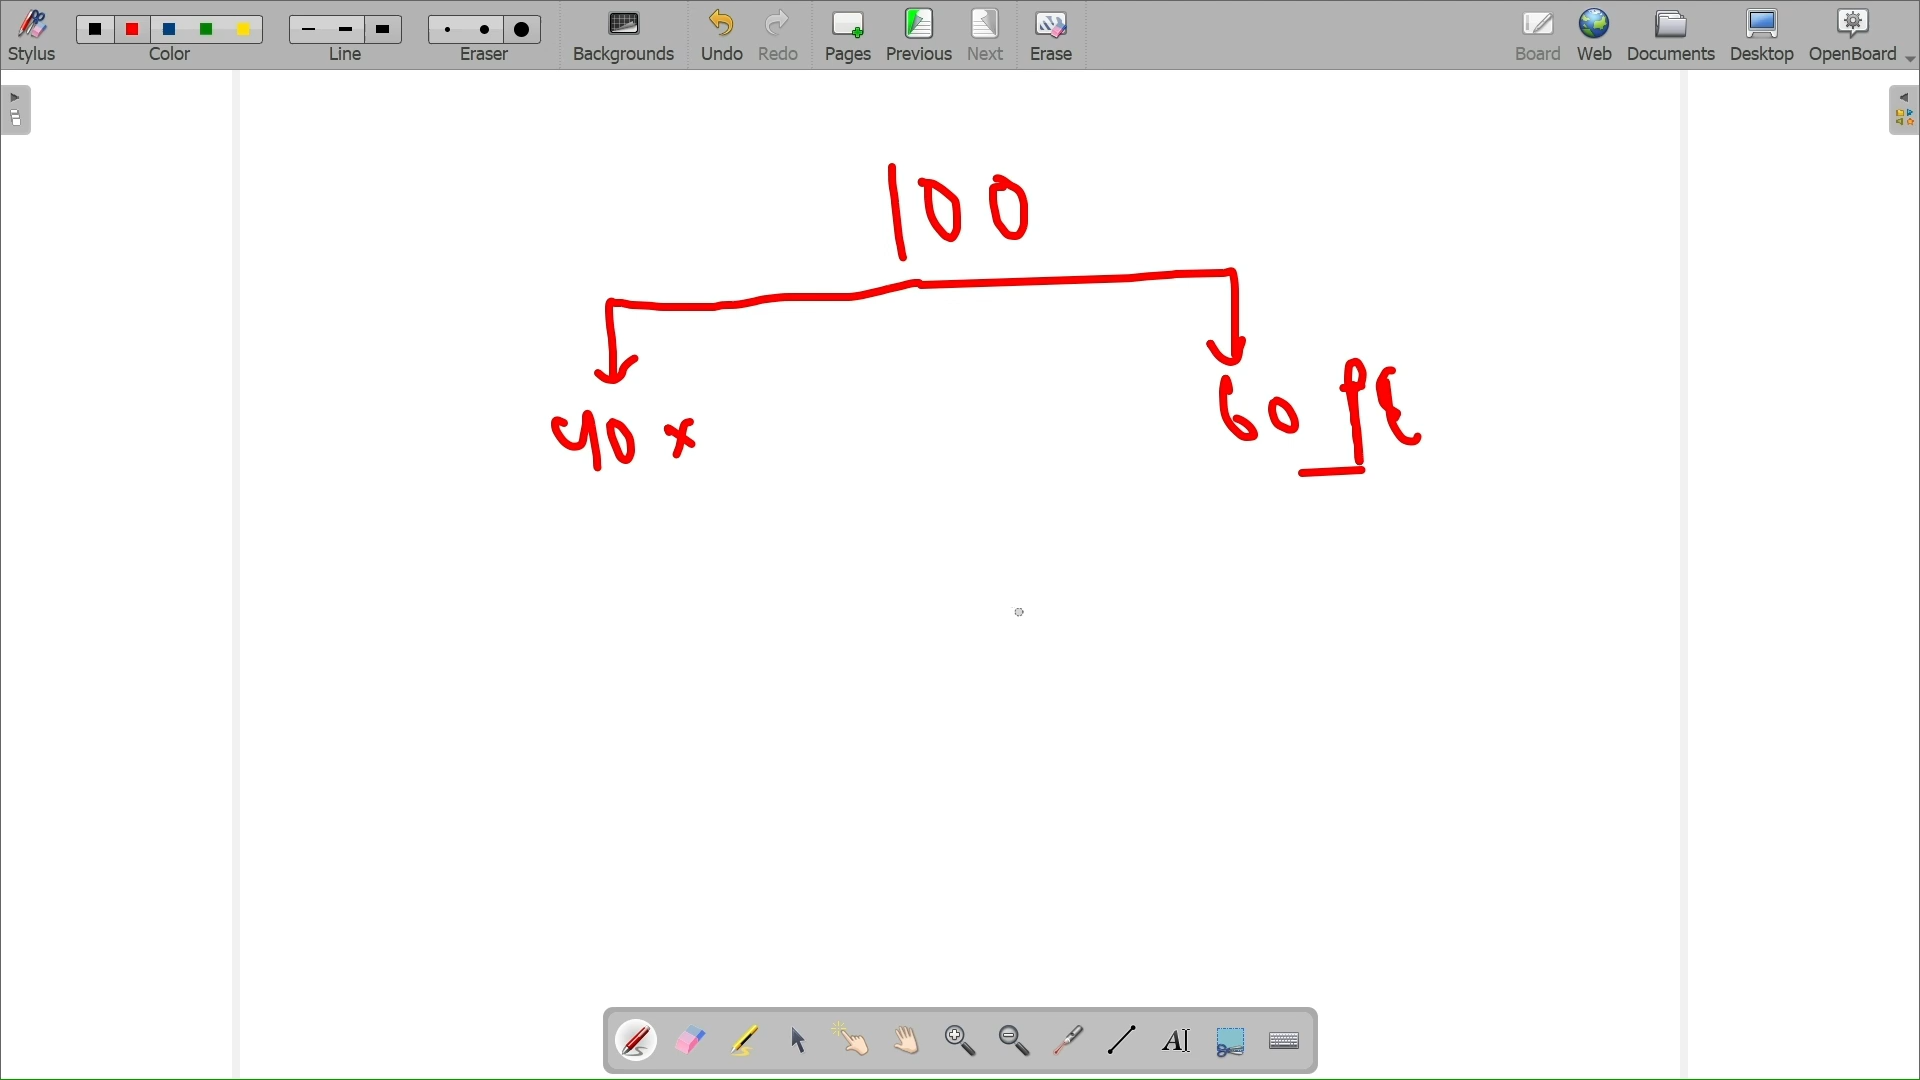 Stylus Color Line Eraser Backgrounds Undo Redo Pages Previous Next Erase Board Web Documents Desktop OpenBoard
100
40 x
60